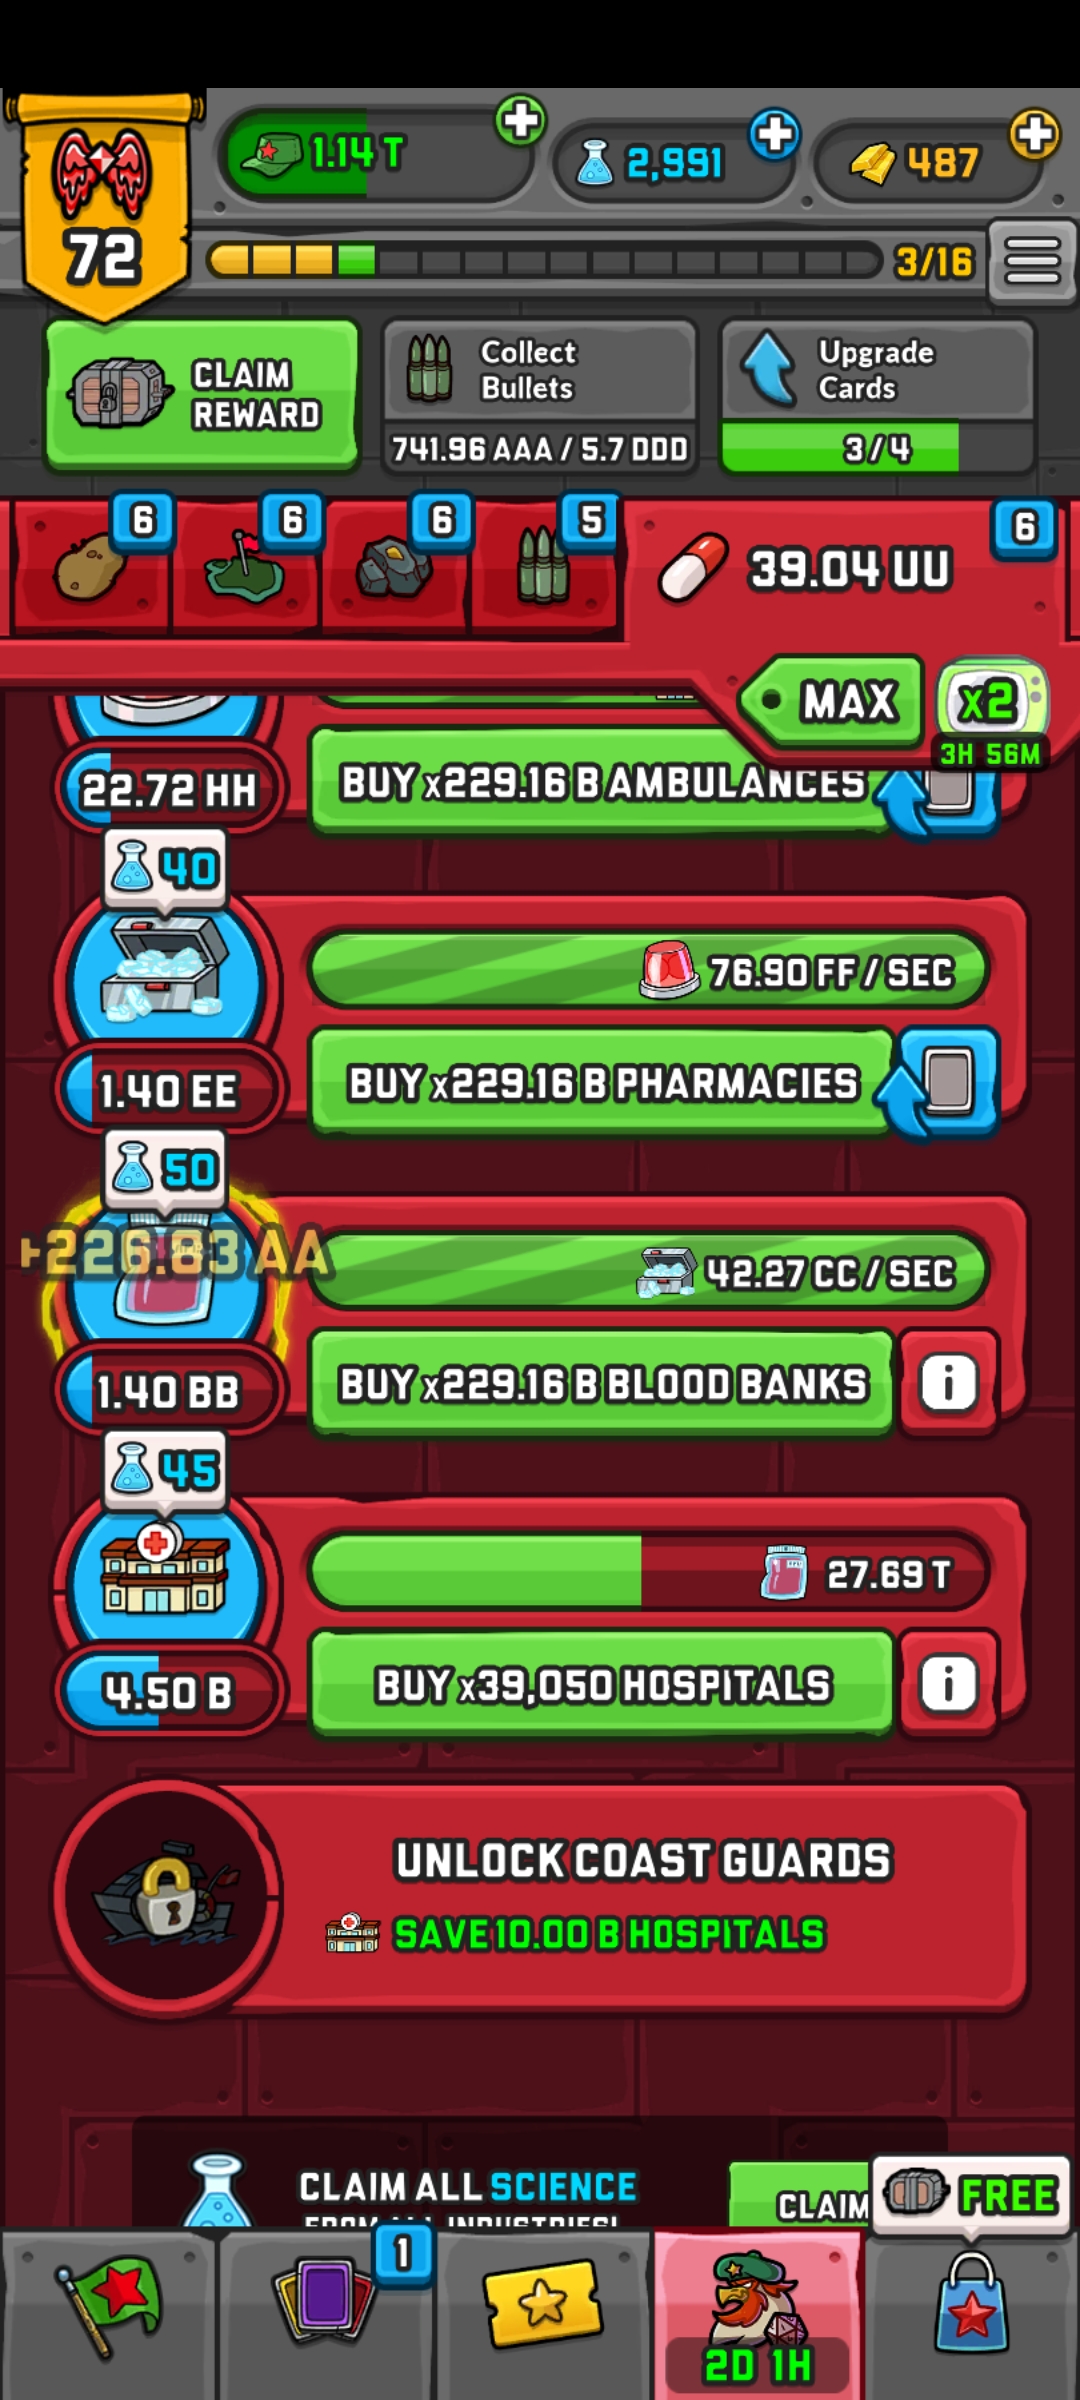 1.14 T
2,991
487
72
3/16
CLAIM
REWARD
Collect
Bullets
741.96 AAA / 5.7 DDD
Upgrade
Cards
3/4
6
6
6
5
6
39.04 UU
MAX
x2
3H 56M
22.72 HH
BUY x229.16 B AMBULANCES
40
76.90 FF / SEC
1.40 EE
BUY x229.16 B PHARMACIES
50
+226.83 AA
42.27 CC / SEC
1.40 BB
BUY x229.16 B BLOOD BANKS
i
45
27.69 T
4.50 B
BUY x39,050 HOSPITALS
i
UNLOCK COAST GUARDS
SAVE 10.00 B HOSPITALS
CLAIM ALL SCIENCE
FROM ALL INDUSTRIES!
CLAIM
FREE
1
2D 1H